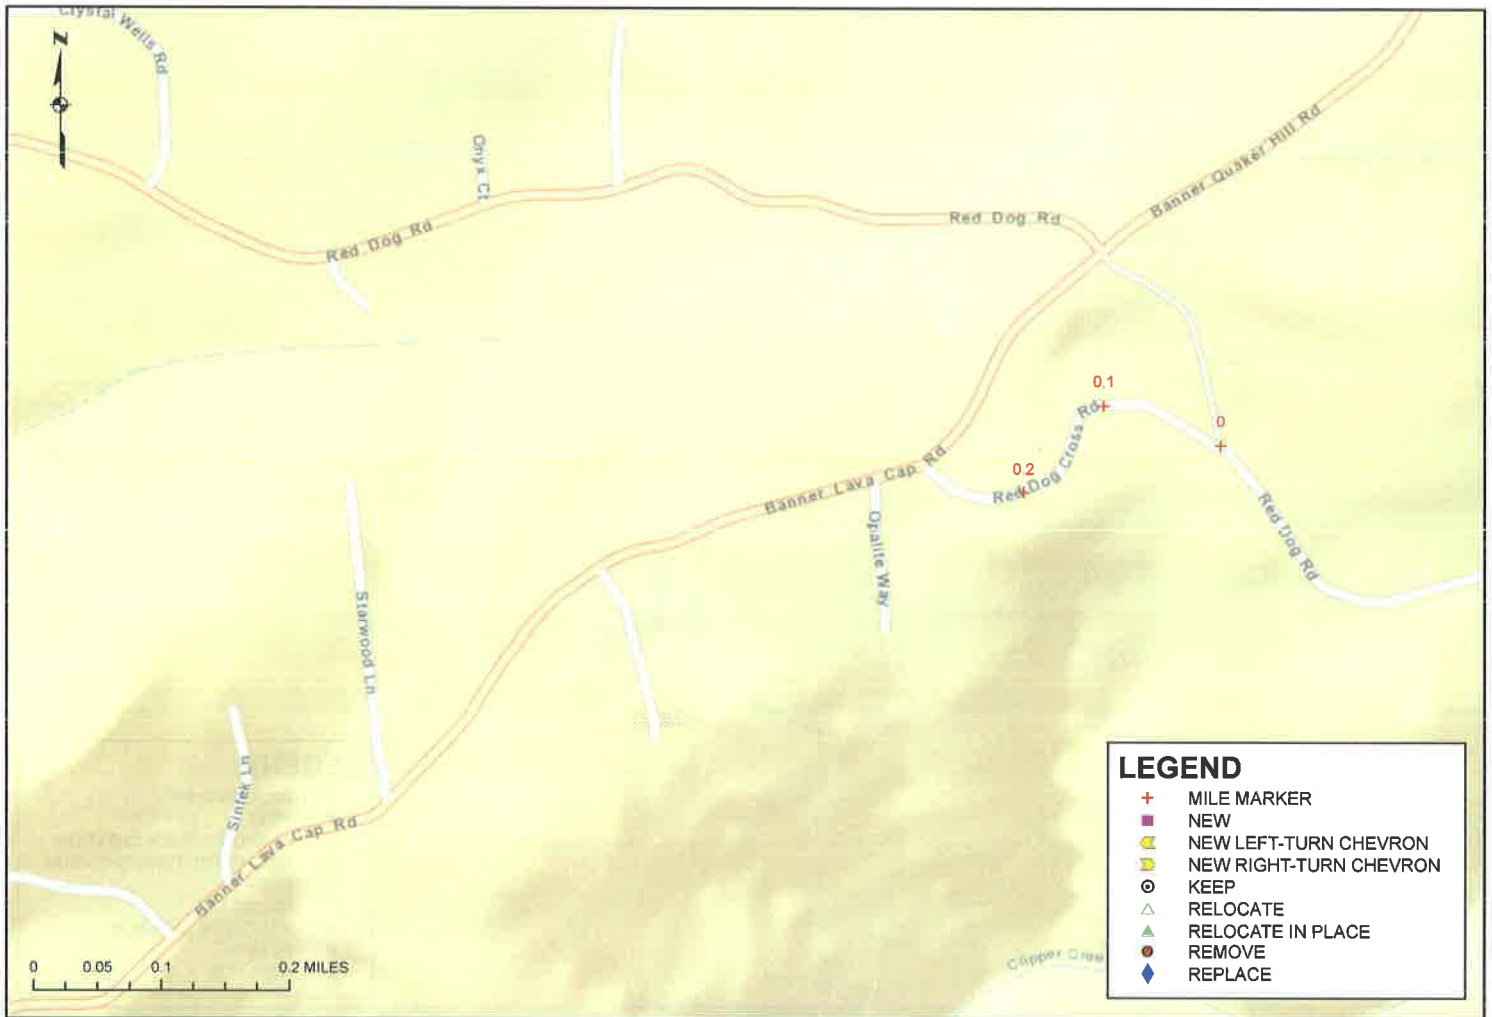 Crystal Wells Rd
N
Onyx Ct
Red Dog Rd
Red Dog Rd
Banner Quaker Hill Rd
0.1
0
Red Dog Cross Rd
0.2
Banner Lava Cap Rd
Opalite Way
Red Dog Rd
Starwood Ln
Sintek Ln
Banner Lava Cap Rd
Clipper Cree
0 0.05 0.1 0.2 MILES
LEGEND
MILE MARKER
NEW
NEW LEFT-TURN CHEVRON
NEW RIGHT-TURN CHEVRON
KEEP
RELOCATE
RELOCATE IN PLACE
REMOVE
REPLACE